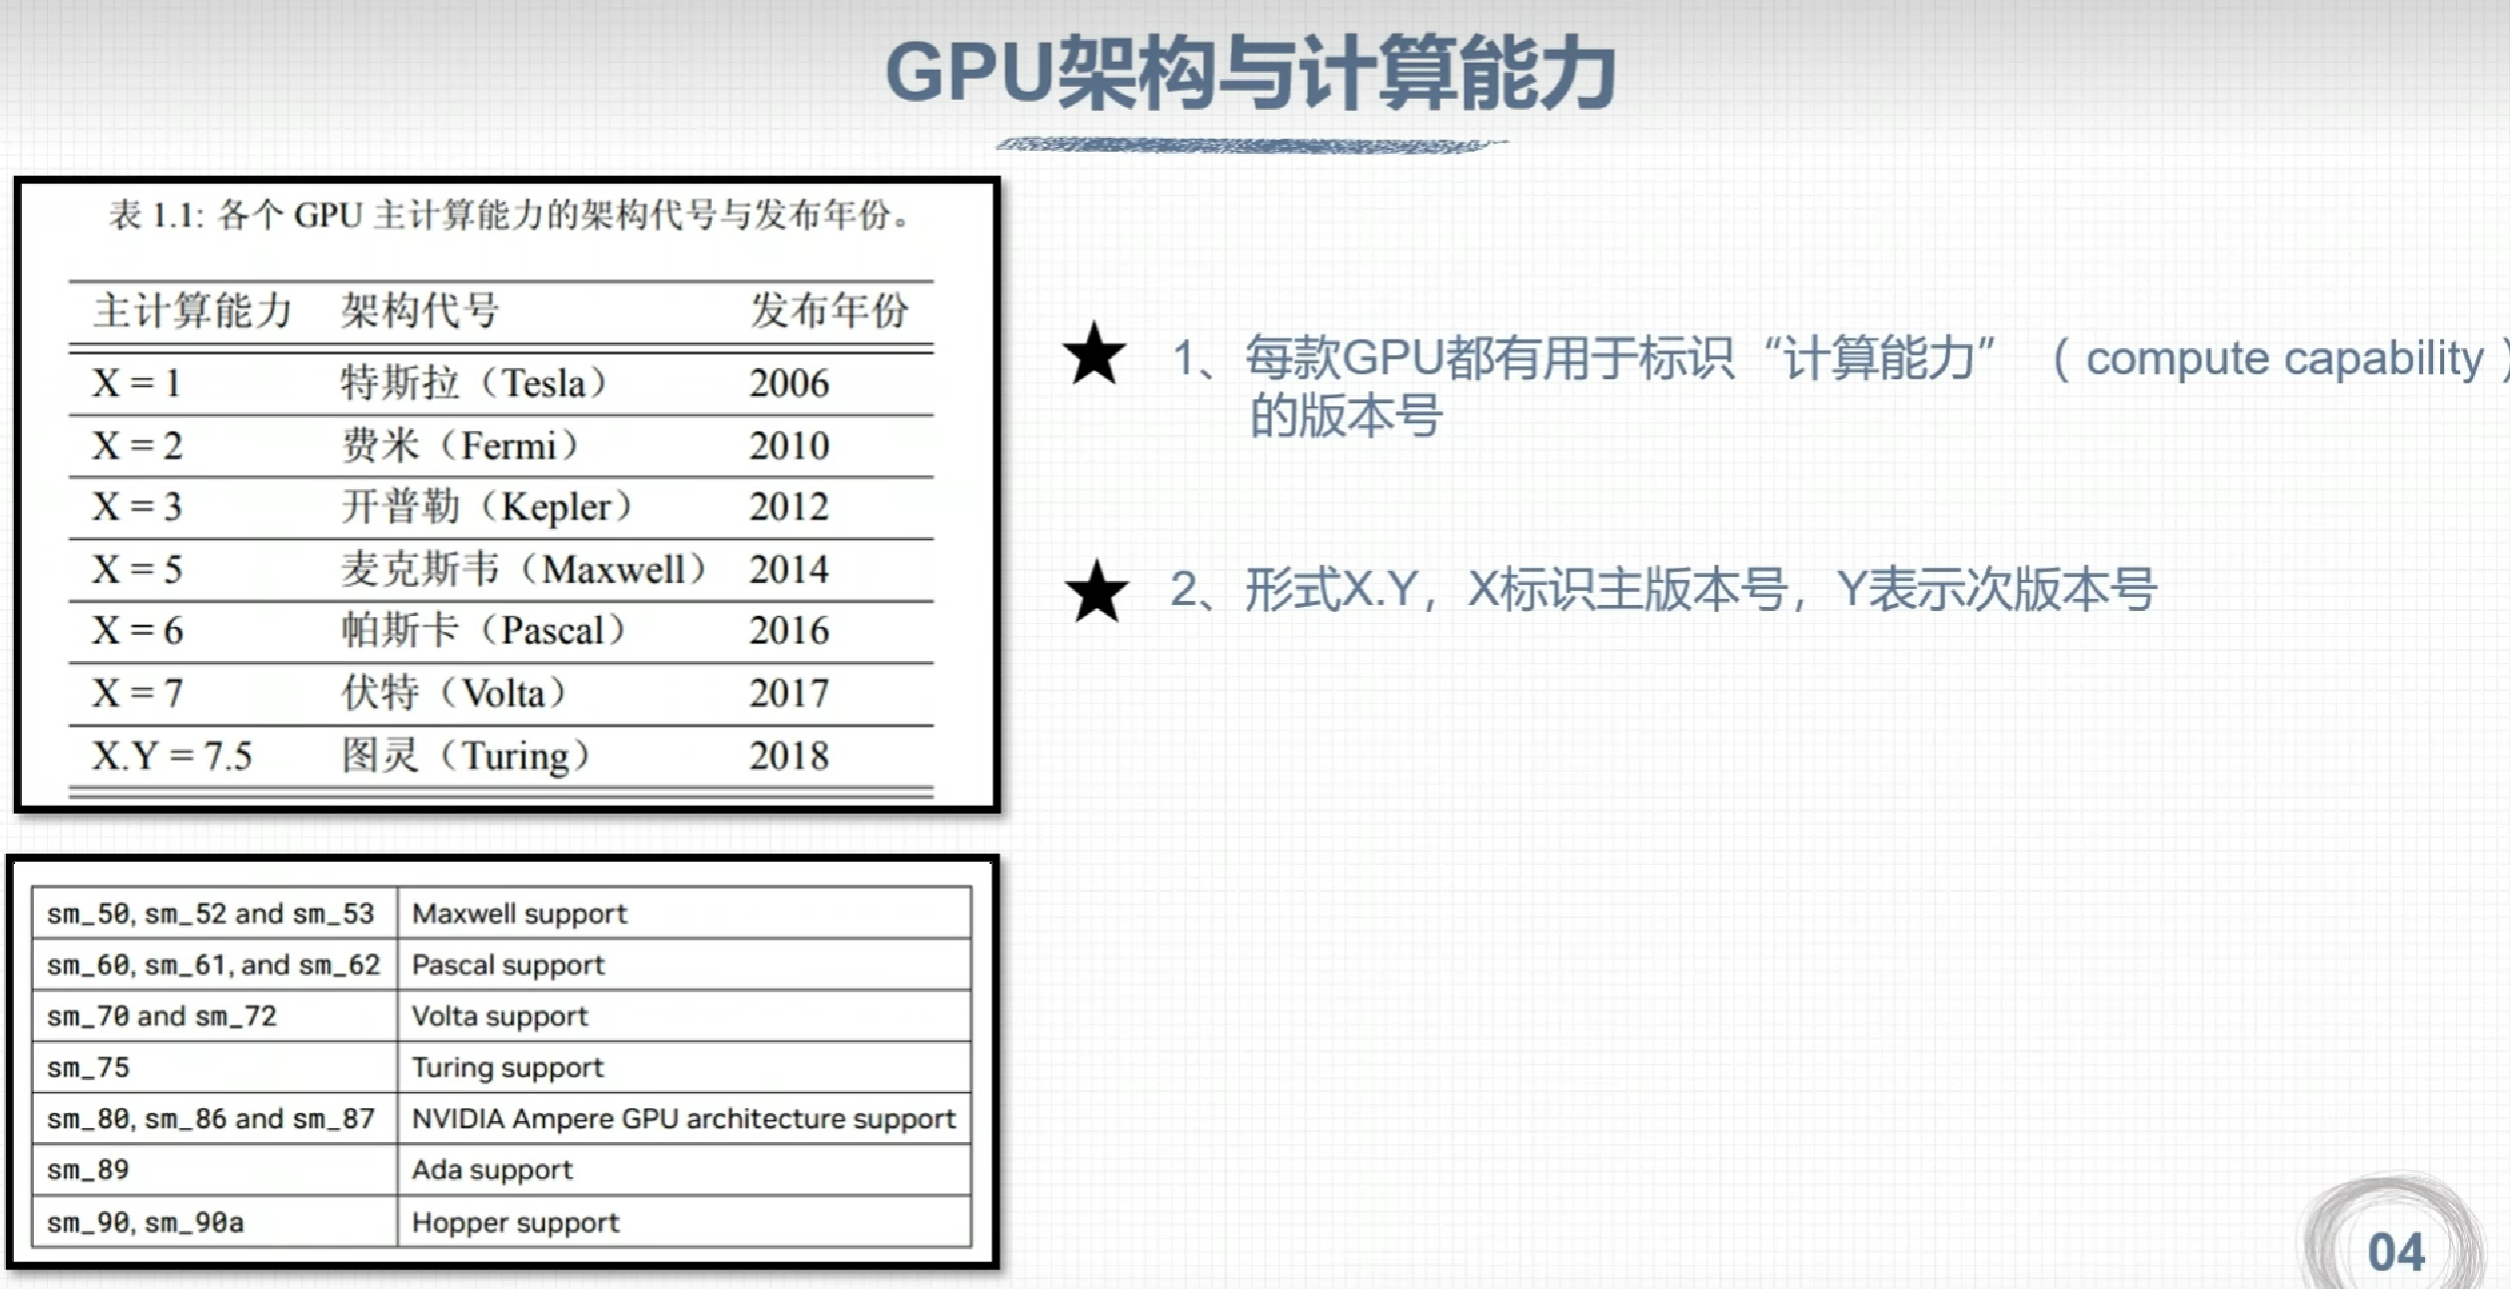 GPU架构与计算能力
表 1.1: 各个 GPU 主计算能力的架构代号与发布年份。
主计算能力 架构代号 发布年份
X = 1 特斯拉（Tesla） 2006
X = 2 费米（Fermi） 2010
X = 3 开普勒（Kepler） 2012
X = 5 麦克斯韦（Maxwell） 2014
X = 6 帕斯卡（Pascal） 2016
X = 7 伏特（Volta） 2017
X.Y = 7.5 图灵（Turing） 2018
sm_50, sm_52 and sm_53 Maxwell support
sm_60, sm_61, and sm_62 Pascal support
sm_70 and sm_72 Volta support
sm_75 Turing support
sm_80, sm_86 and sm_87 NVIDIA Ampere GPU architecture support
sm_89 Ada support
sm_90, sm_90a Hopper support
★ 1、每款GPU都有用于标识“计算能力”（compute capability）
的版本号
★ 2、形式X.Y，X标识主版本号，Y表示次版本号
04